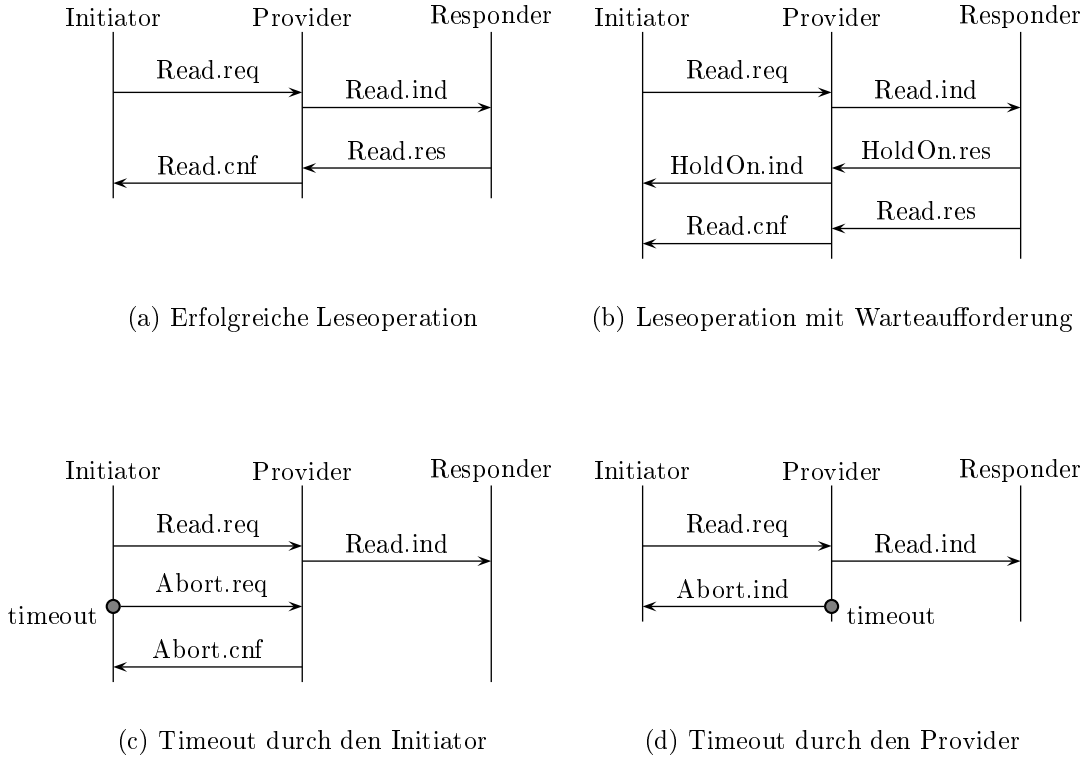 Initiator Provider Responder
Read.req
Read.ind
Read.res
Read.cnf
(a) Erfolgreiche Leseoperation
Initiator Provider Responder
Read.req
Read.ind
HoldOn.res
HoldOn.ind
Read.res
Read.cnf
(b) Leseoperation mit Warteaufforderung
Initiator Provider Responder
Read.req
Read.ind
Abort.req
timeout
Abort.cnf
(c) Timeout durch den Initiator
Initiator Provider Responder
Read.req
Read.ind
Abort.ind
timeout
(d) Timeout durch den Provider